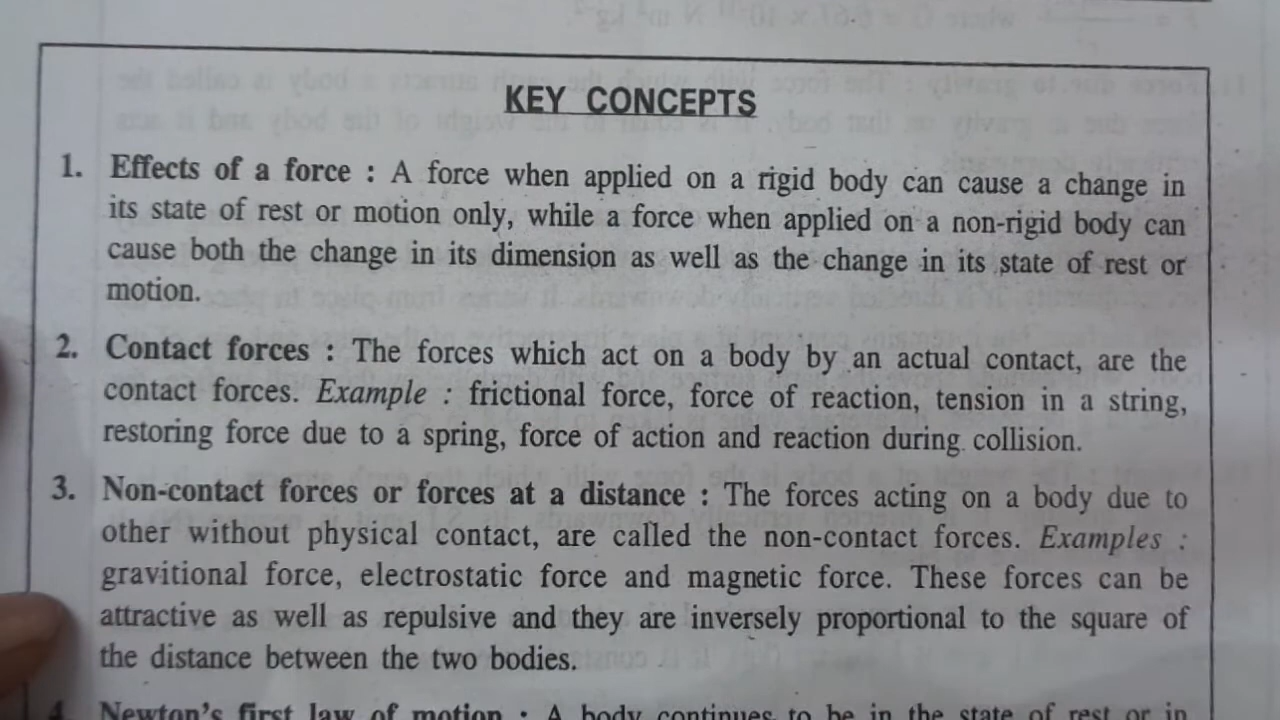 KEY CONCEPTS
1. Effects of a force : A force when applied on a rigid body can cause a change in
its state of rest or motion only, while a force when applied on a non-rigid body can
cause both the change in its dimension as well as the change in its state of rest or
motion.
2. Contact forces : The forces which act on a body by an actual contact, are the
contact forces. Example : frictional force, force of reaction, tension in a string,
restoring force due to a spring, force of action and reaction during collision.
3. Non-contact forces or forces at a distance : The forces acting on a body due to
other without physical contact, are called the non-contact forces. Examples :
gravitional force, electrostatic force and magnetic force. These forces can be
attractive as well as repulsive and they are inversely proportional to the square of
the distance between the two bodies.
4. Newton's first law of motion : A body continues to be in the state of rest or in